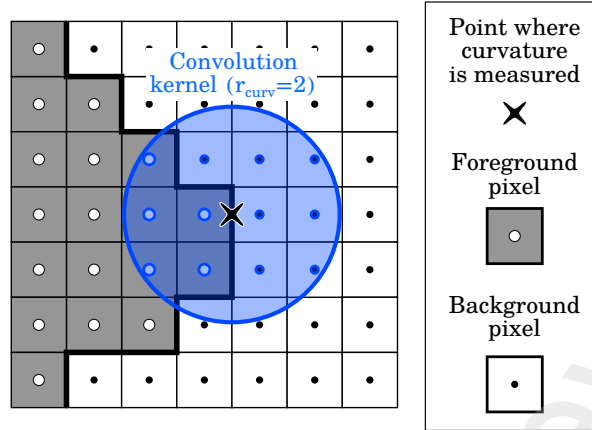 Convolution
kernel (r_curv=2)
Point where
curvature
is measured
Foreground
pixel
Background
pixel